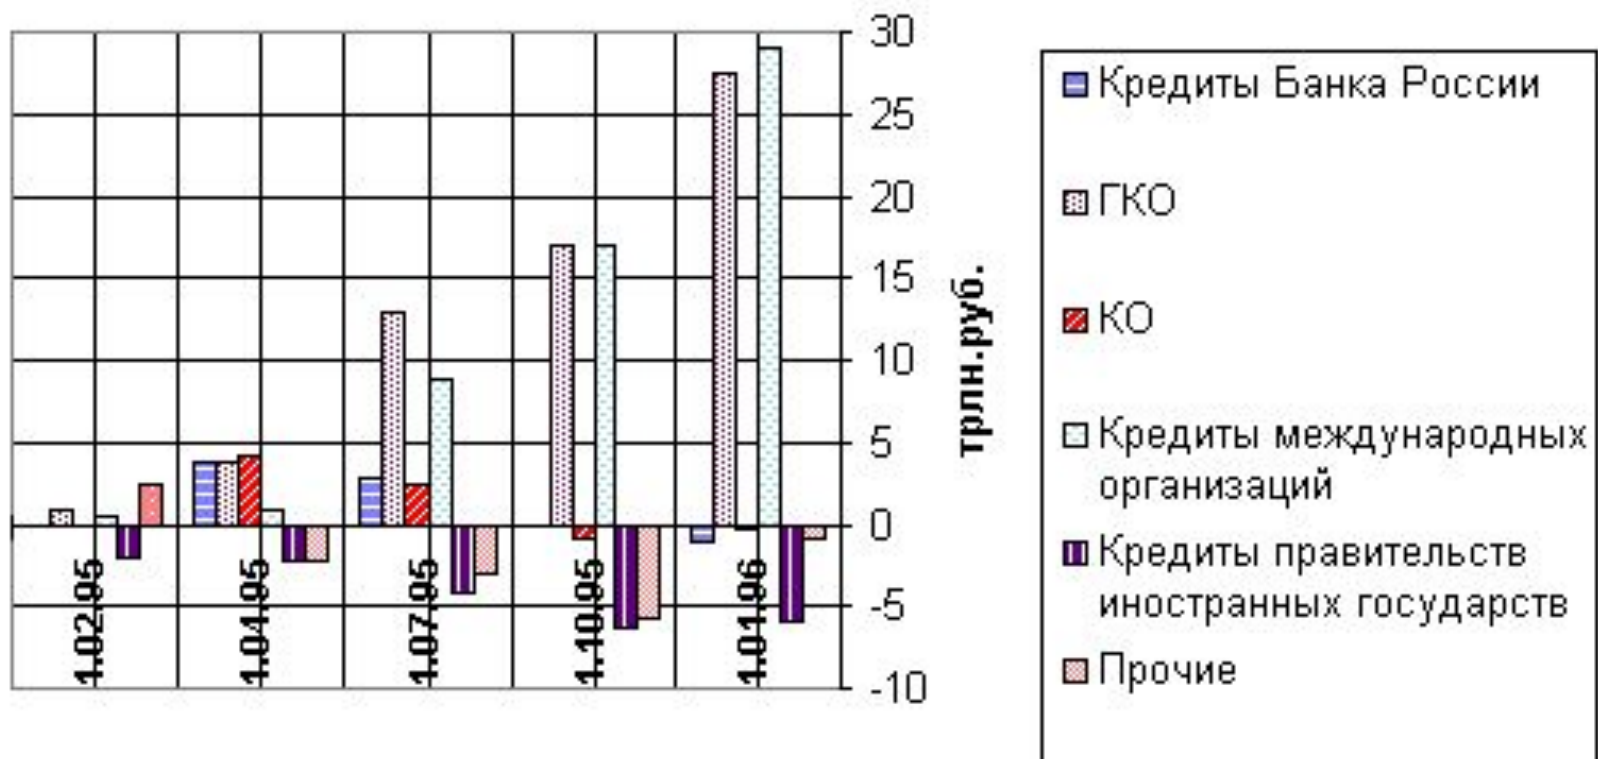 30
25
20
15
10
5
0
-5
-10
трлн.руб.
1.02.95
1.04.95
1.07.95
1.10.95
1.01.96
Кредиты Банка России
ГКО
КО
Кредиты международных
организаций
Кредиты правительств
иностранных государств
Прочие